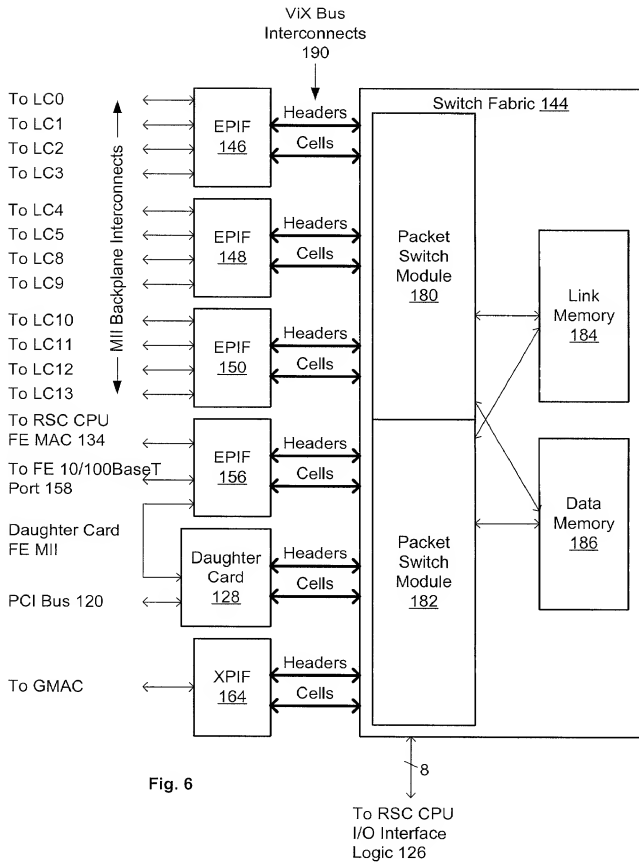 ViX Bus
Interconnects
190
To LC0
To LC1
To LC2
To LC3
MII Backplane Interconnects
EPIF
146
Headers
Cells
To LC4
To LC5
To LC8
To LC9
EPIF
148
Headers
Cells
To LC10
To LC11
To LC12
To LC13
EPIF
150
Headers
Cells
To RSC CPU
FE MAC 134
To FE 10/100BaseT
Port 158
EPIF
156
Headers
Cells
Daughter Card
FE MII
PCI Bus 120
Daughter
Card
128
Headers
Cells
To GMAC
XPIF
164
Headers
Cells
Switch Fabric 144
Packet
Switch
Module
180
Link
Memory
184
Packet
Switch
Module
182
Data
Memory
186
8
To RSC CPU
I/O Interface
Logic 126
Fig. 6